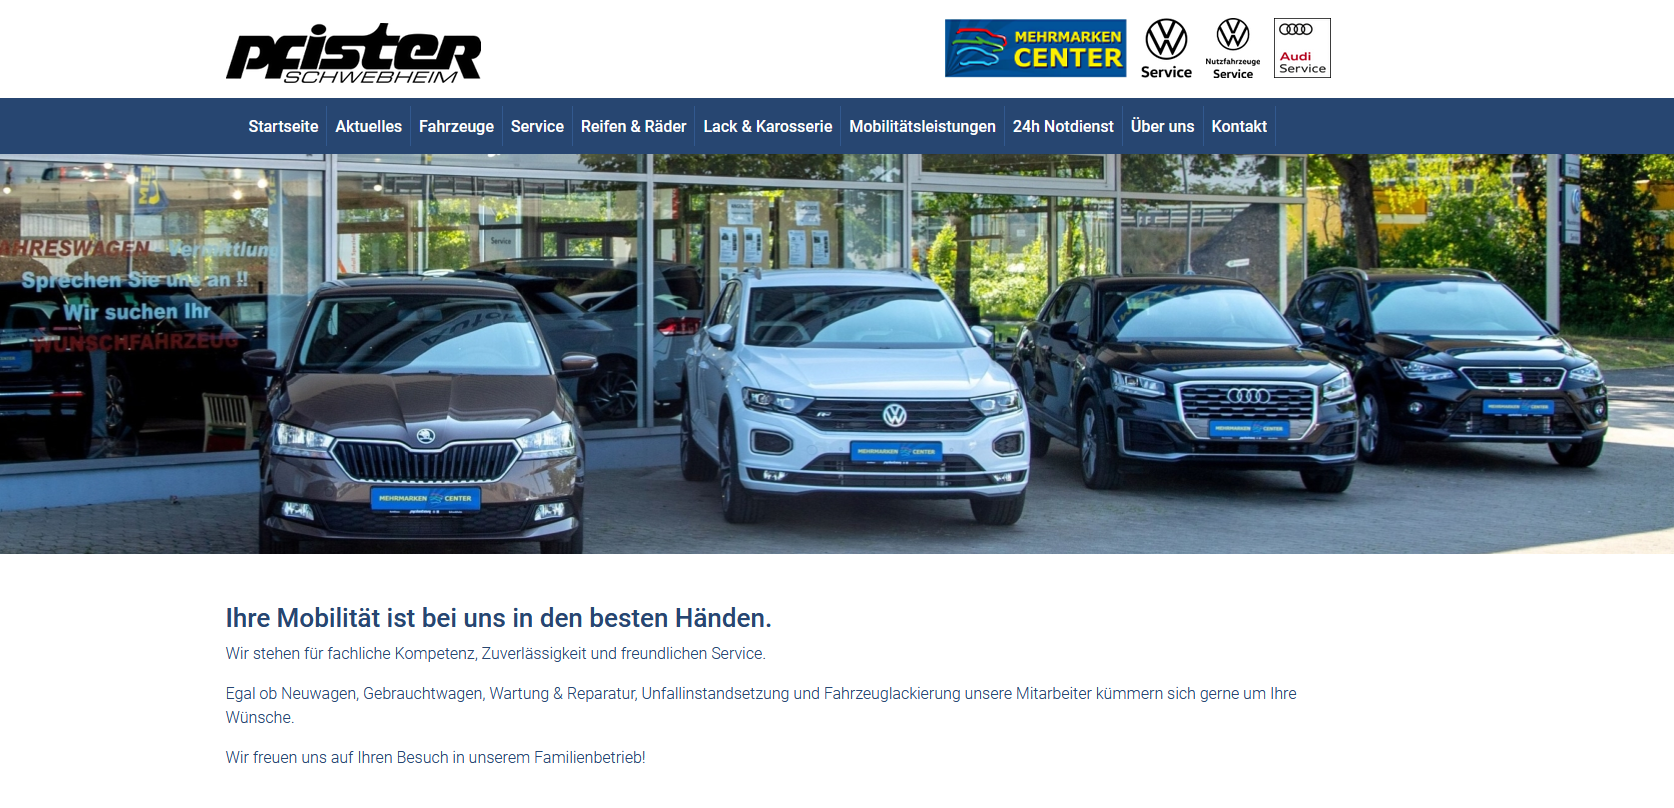 Pfister
SCHWEBHEIM
MEHRMARKEN
CENTER
Service
Nutzfahrzeuge
Service
Audi
Service
Startseite
Aktuelles
Fahrzeuge
Service
Reifen & Räder
Lack & Karosserie
Mobilitätsleistungen
24h Notdienst
Über uns
Kontakt
AHRESWAGEN - Vermittlung
Sprechen Sie uns an !!
Wir suchen Ihr
WUNSCHFAHRZEUG
Service
MEHRMARKEN CENTER
MEHRMARKEN CENTER
MEHRMARKEN CENTER
MEHRMARKEN CENTER
Ihre Mobilität ist bei uns in den besten Händen.
Wir stehen für fachliche Kompetenz, Zuverlässigkeit und freundlichen Service.
Egal ob Neuwagen, Gebrauchtwagen, Wartung & Reparatur, Unfallinstandsetzung und Fahrzeuglackierung unsere Mitarbeiter kümmern sich gerne um Ihre
Wünsche.
Wir freuen uns auf Ihren Besuch in unserem Familienbetrieb!